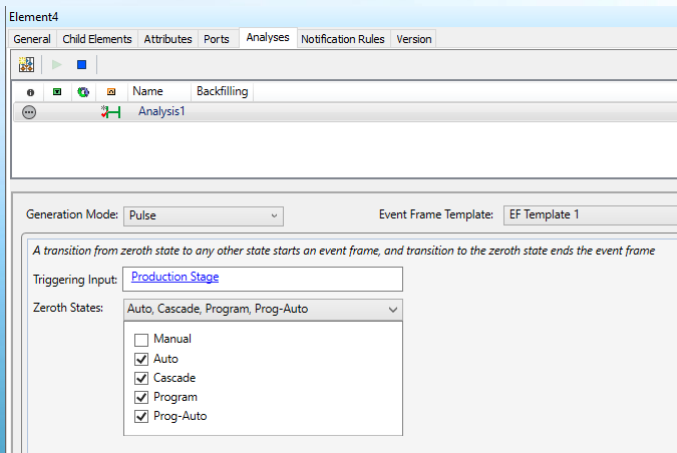 Element4
General Child Elements Attributes Ports Analyses Notification Rules Version
Name Backfilling
Analysis1
Generation Mode: Pulse Event Frame Template: EF Template 1
A transition from zeroth state to any other state starts an event frame, and transition to the zeroth state ends the event frame
Triggering Input: Production Stage
Zeroth States: Auto, Cascade, Program, Prog-Auto
Manual
Auto
Cascade
Program
Prog-Auto